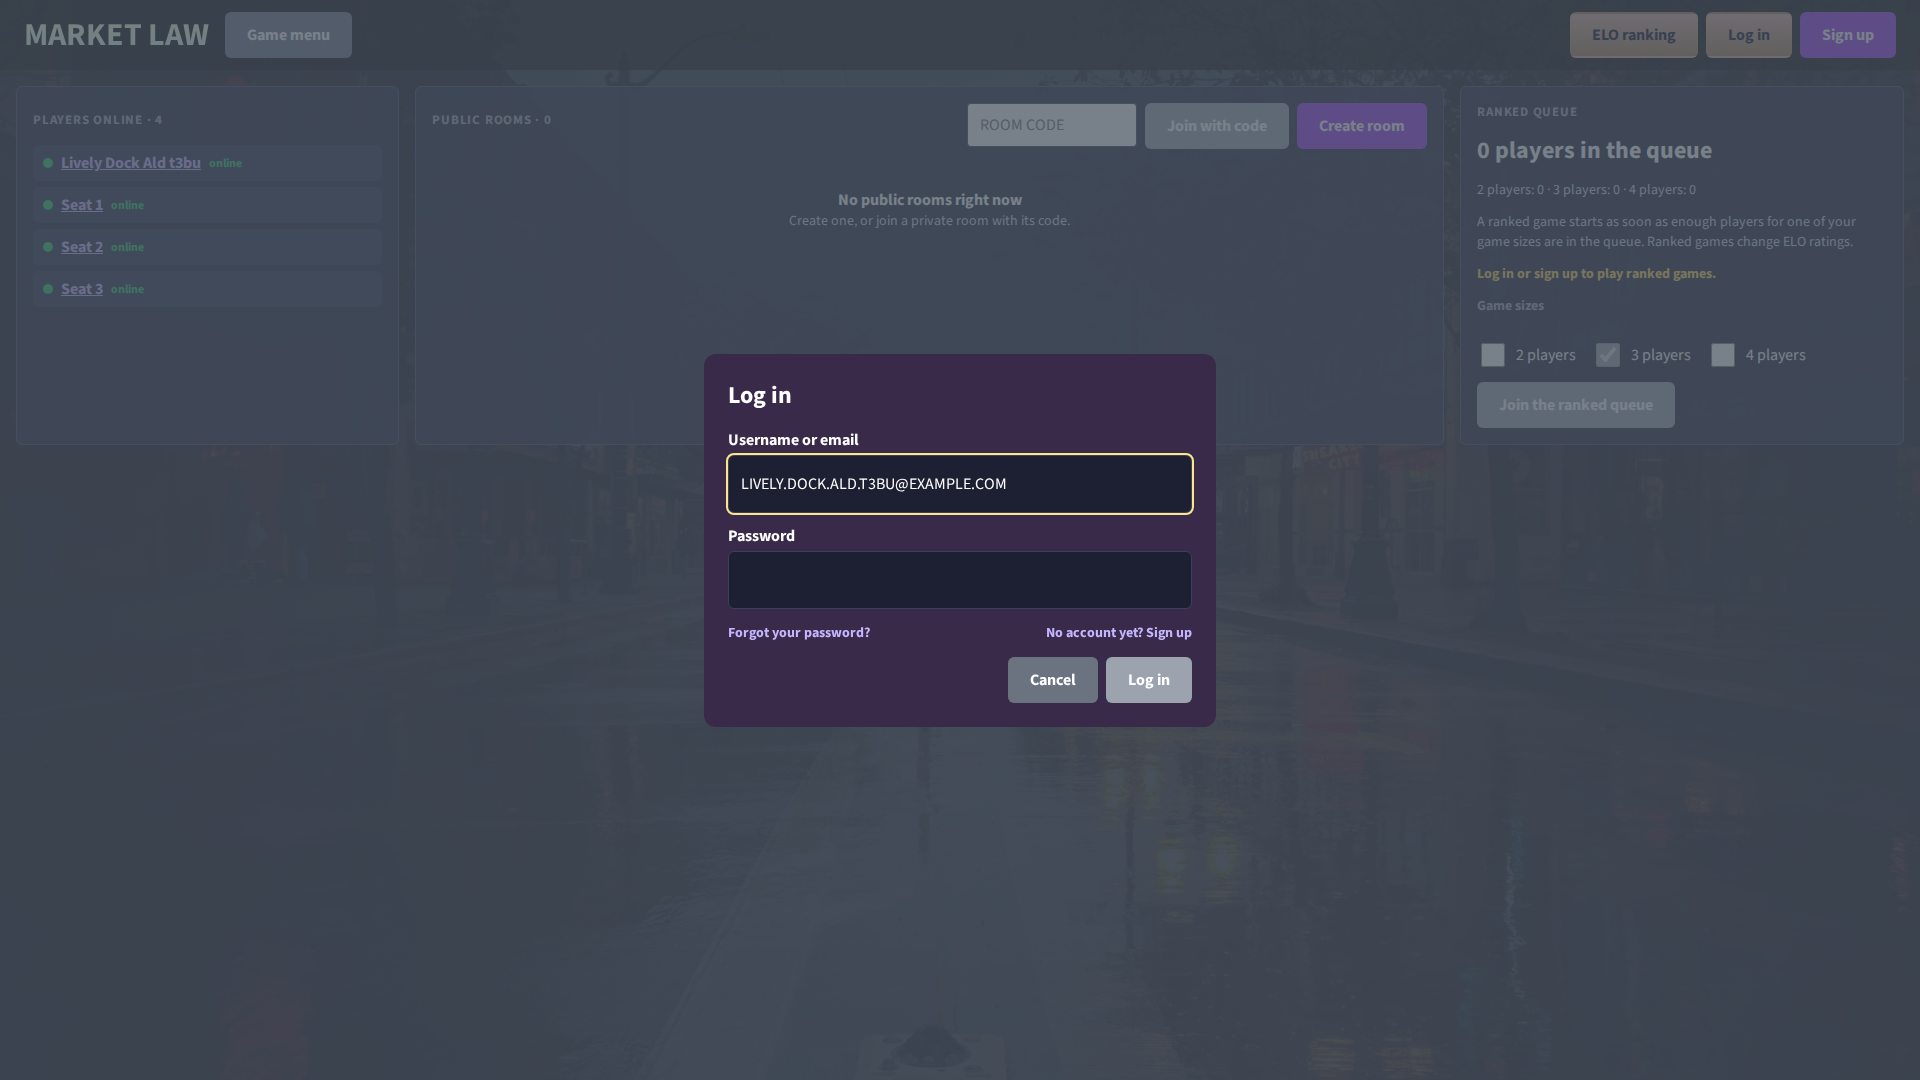 MARKET LAW
Game menu
ELO ranking
Log in
Sign up
PLAYERS ONLINE · 4
Lively Dock Ald t3bu online
Seat 1 online
Seat 2 online
Seat 3 online
PUBLIC ROOMS · 0
ROOM CODE
Join with code
Create room
No public rooms right now
Create one, or join a private room with its code.
RANKED QUEUE
0 players in the queue
2 players: 0 · 3 players: 0 · 4 players: 0
A ranked game starts as soon as enough players for one of your
game sizes are in the queue. Ranked games change ELO ratings.
Log in or sign up to play ranked games.
Game sizes
2 players
3 players
4 players
Join the ranked queue
Log in
Username or email
LIVELY.DOCK.ALD.T3BU@EXAMPLE.COM
Password
Forgot your password?
No account yet? Sign up
Cancel
Log in